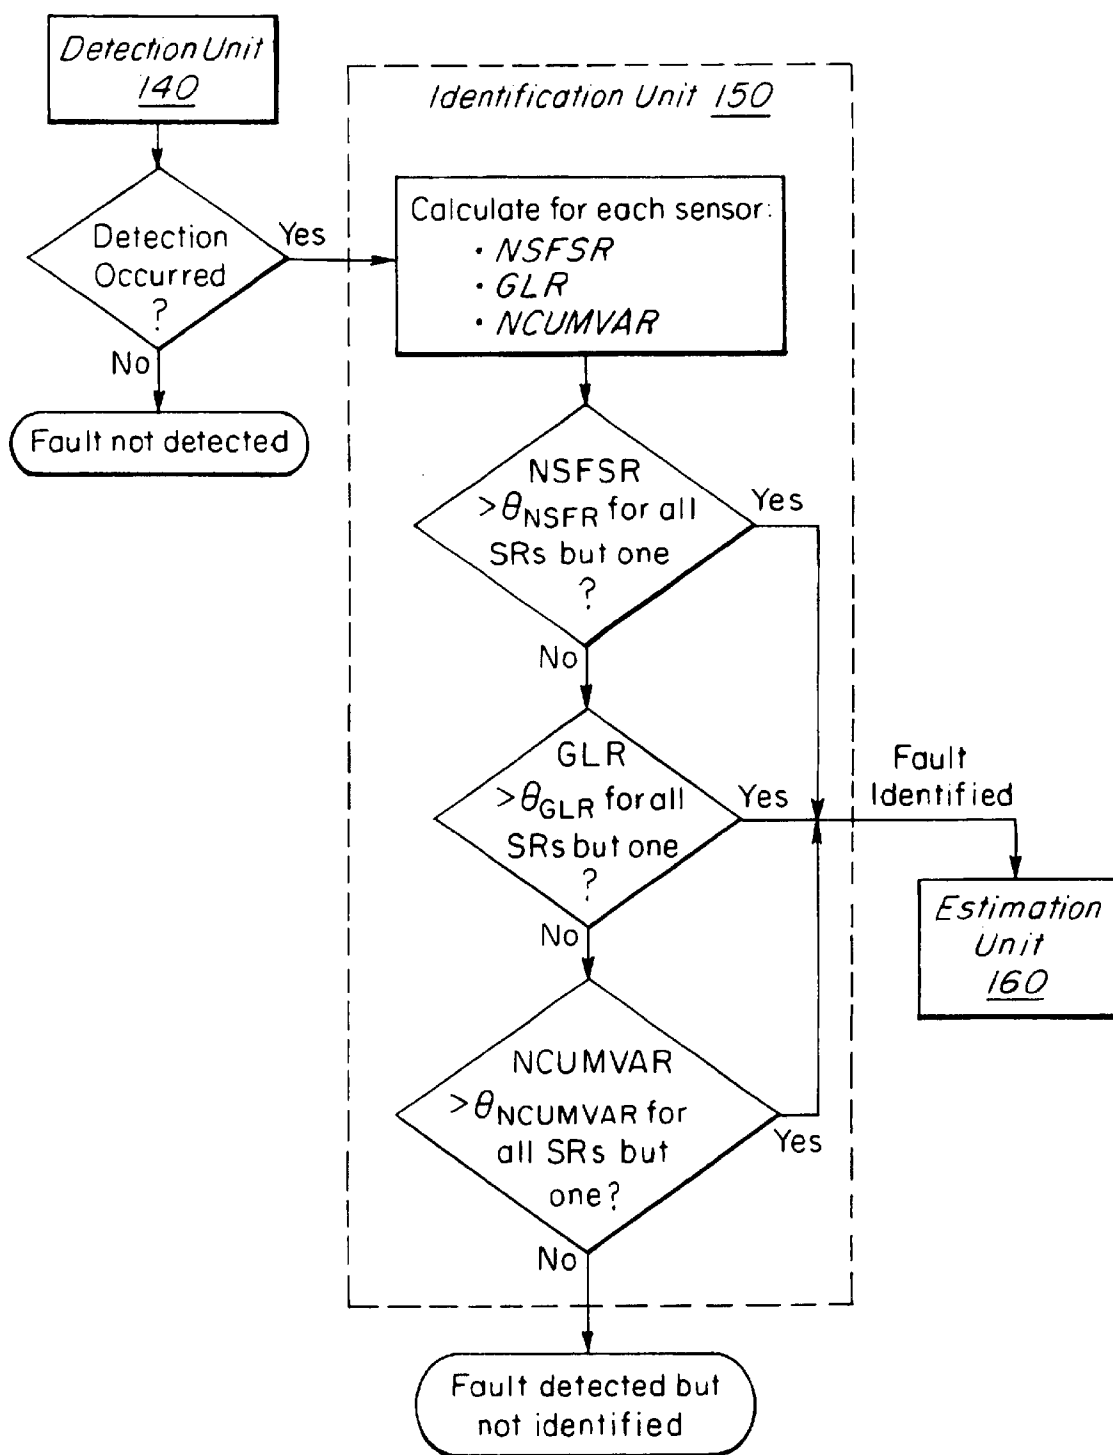 Detection Unit
140
Identification Unit 150
Detection
Occurred
?
Yes
No
Fault not detected
Calculate for each sensor:
• NSFSR
• GLR
• NCUMVAR
NSFSR
>θNSFR for all
SRs but one
?
Yes
No
GLR
>θGLR for all
SRs but one
?
Yes
No
Fault
Identified
Estimation
Unit
160
NCUMVAR
>θNCUMVAR for
all SRs but
one?
Yes
No
Fault detected but
not identified